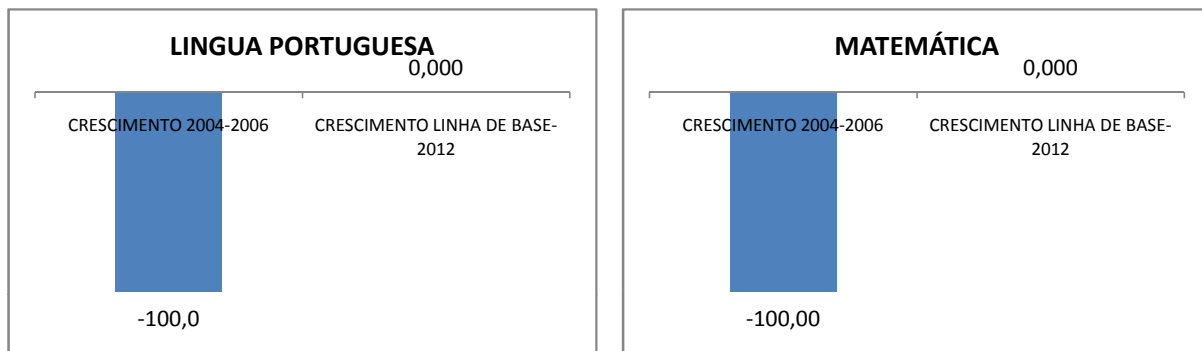 LINGUA PORTUGUESA
0,000
CRESCIMENTO 2004-2006
CRESCIMENTO LINHA DE BASE-
2012
-100,0
MATEMÁTICA
0,000
CRESCIMENTO 2004-2006
CRESCIMENTO LINHA DE BASE-
2012
-100,00